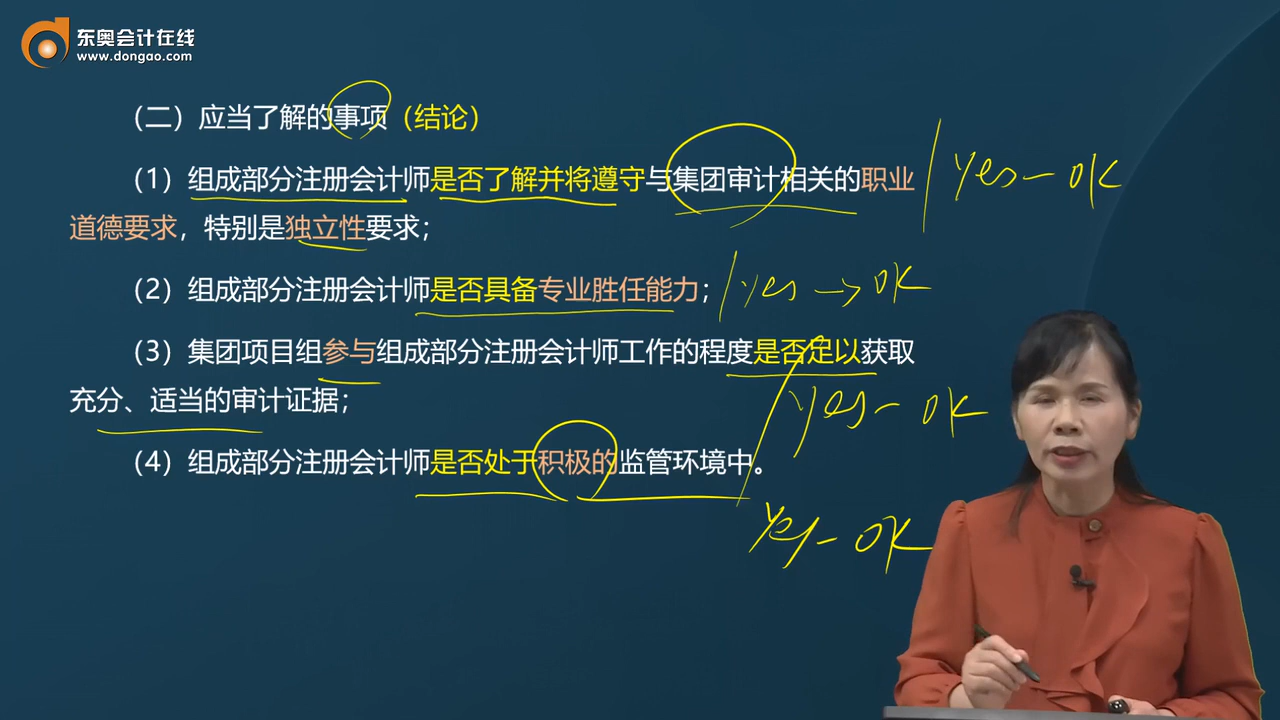 东奥会计在线
www.dongao.com
（二）应当了解的事项（结论）
（1）组成部分注册会计师是否了解并将遵守与集团审计相关的职业
道德要求，特别是独立性要求；
yes - OK
（2）组成部分注册会计师是否具备专业胜任能力；
yes → OK
（3）集团项目组参与组成部分注册会计师工作的程度是否足以获取
充分、适当的审计证据；
yes - OK
（4）组成部分注册会计师是否处于积极的监管环境中。
yes - OK